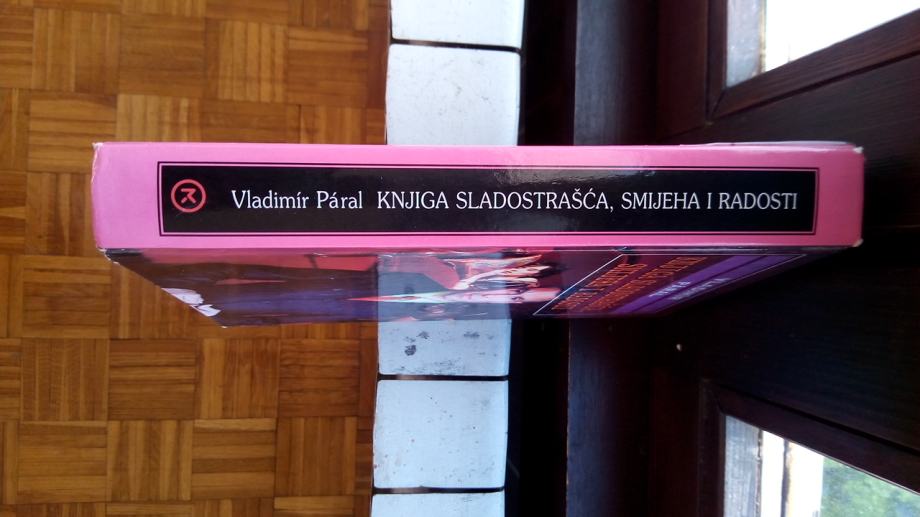 Vladimír Páral KNJIGA SLADOSTRAŠĆA, SMIJEHA I RADOSTI